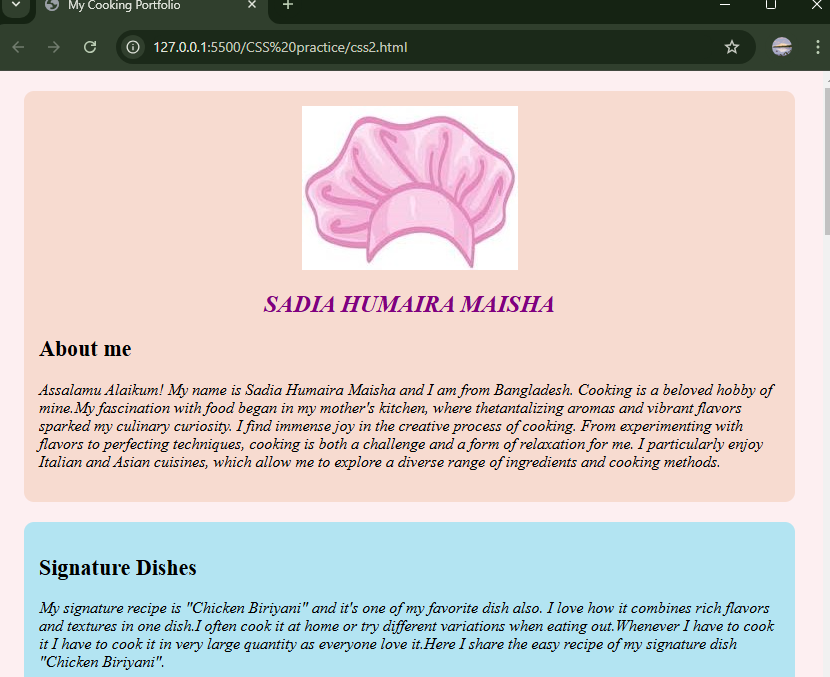 My Cooking Portfolio
127.0.0.1:5500/CSS%20practice/css2.html
SADIA HUMAIRA MAISHA
About me
Assalamu Alaikum! My name is Sadia Humaira Maisha and I am from Bangladesh. Cooking is a beloved hobby of
mine.My fascination with food began in my mother's kitchen, where thetantalizing aromas and vibrant flavors
sparked my culinary curiosity. I find immense joy in the creative process of cooking. From experimenting with
flavors to perfecting techniques, cooking is both a challenge and a form of relaxation for me. I particularly enjoy
Italian and Asian cuisines, which allow me to explore a diverse range of ingredients and cooking methods.
Signature Dishes
My signature recipe is "Chicken Biriyani" and it's one of my favorite dish also. I love how it combines rich flavors
and textures in one dish.I often cook it at home or try different variations when eating out.Whenever I have to cook
it I have to cook it in very large quantity as everyone love it.Here I share the easy recipe of my signature dish
"Chicken Biriyani".